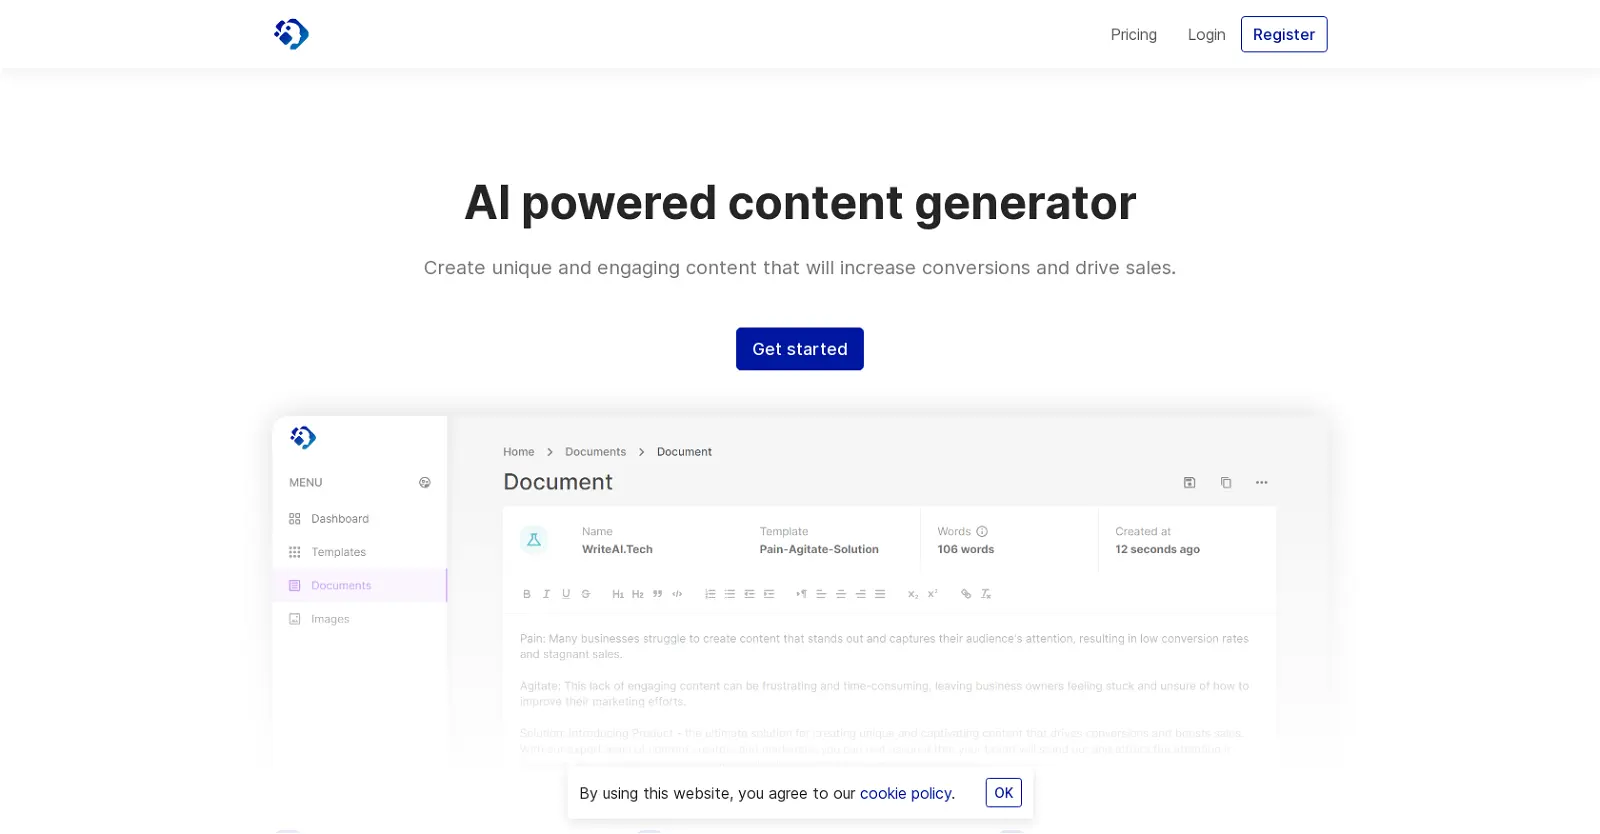 Pricing
Login
Register
AI powered content generator
Create unique and engaging content that will increase conversions and drive sales.
Get started
Home > Documents > Document
Document
MENU
Dashboard
Templates
Documents
Images
Name
WriteAI.Tech
Template
Pain-Agitate-Solution
Words
106 words
Created at
12 seconds ago
B I U G H1 H2
x2 x2
Pain: Many businesses struggle to create content that stands out and captures their audience's attention, resulting in low conversion rates
and stagnant sales.
Agitate: This lack of engaging content can be frustrating and time-consuming, leaving business owners feeling stuck and unsure of how to
improve their marketing efforts.
Solution: Introducing Product - the ultimate solution for creating unique and captivating content that drives conversions and boosts sales.
By using this website, you agree to our cookie policy.
OK